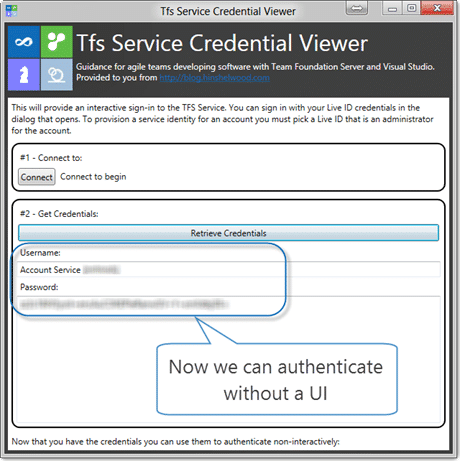 Tfs Service Credential Viewer
Tfs Service Credential Viewer
Guidance for agile teams developing software with Team Foundation Server and Visual Studio.
Provided to you from http://blog.hinshelwood.com
This will provide an interactive sign-in to the TFS Service. You can sign in with your Live ID credentials in the
dialog that opens. To provision a service identity for an account you must pick a Live ID that is an administrator
for the account.
#1 - Connect to:
Connect Connect to begin
#2 - Get Credentials:
Retrieve Credentials
Username:
Account Service
Password:
Now we can authenticate
without a UI
Now that you have the credentials you can use them to authenticate non-interactively: